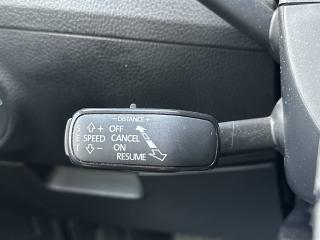 - DISTANCE +
S + OFF
E SPEED CANCEL
T - ON
RESUME